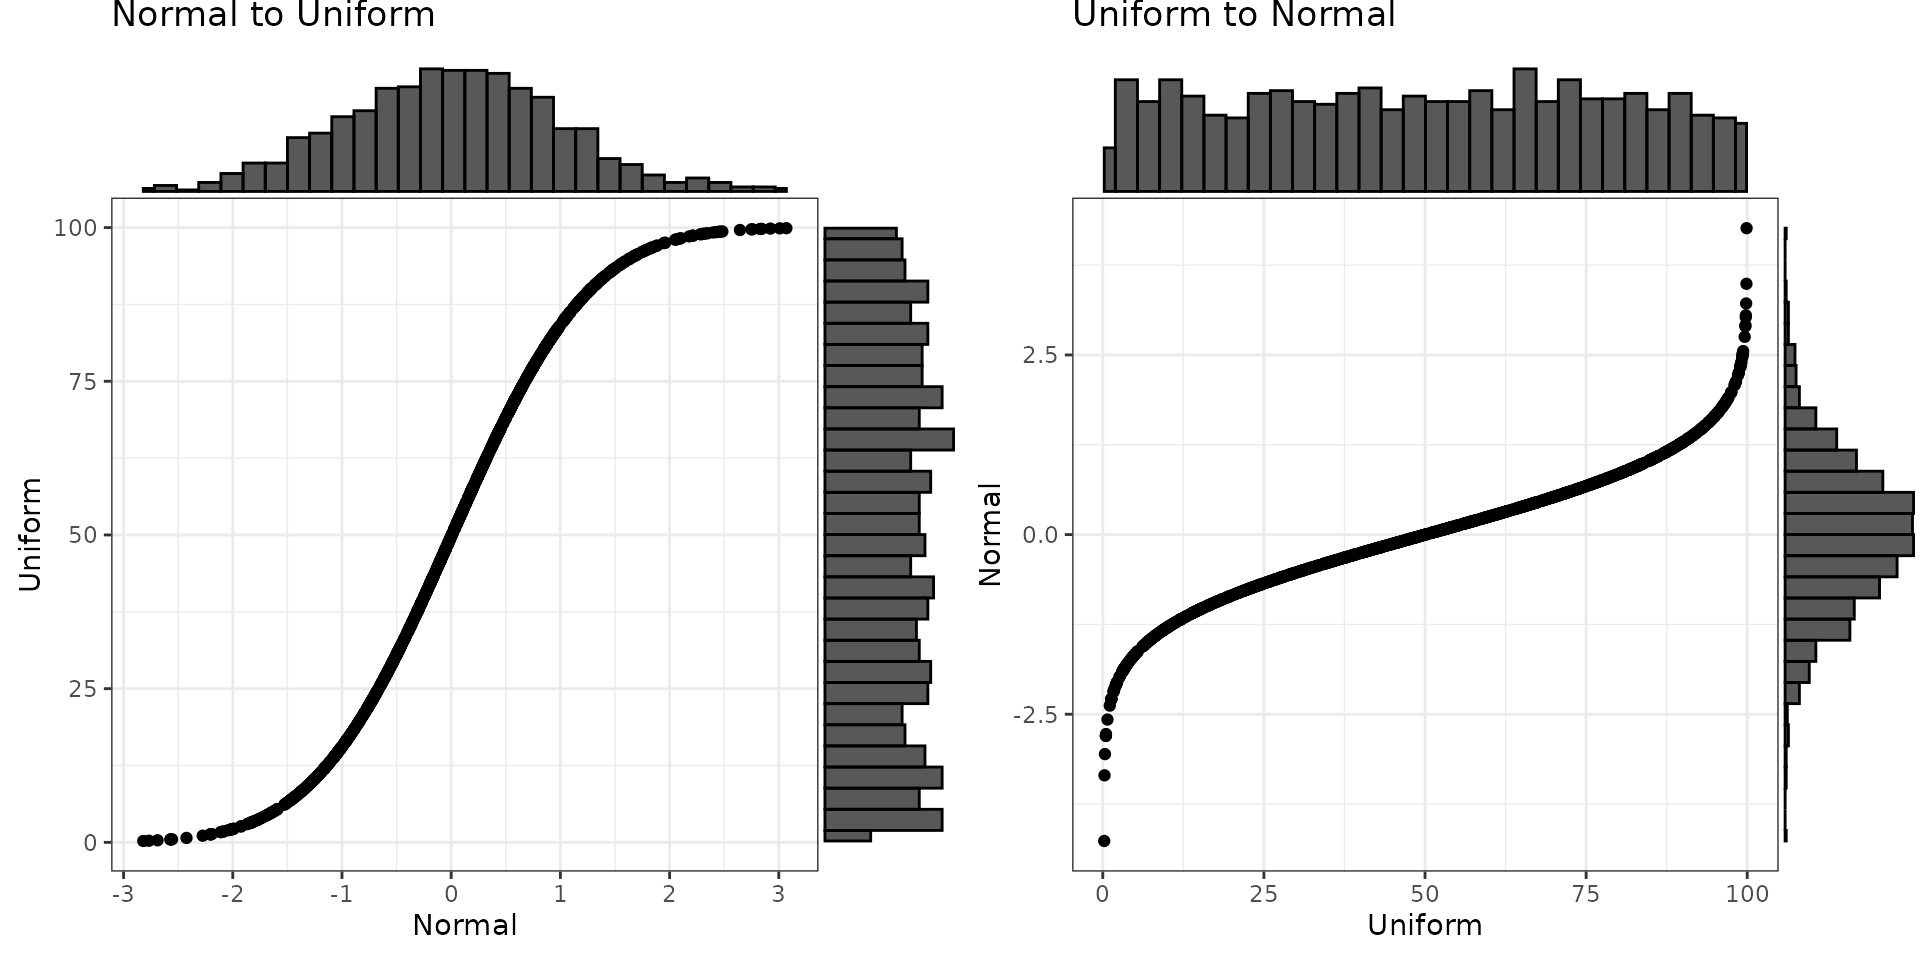 Normal to Uniform
100
75
50
25
0
Uniform
-3 -2 -1 0 1 2 3
Normal
Uniform to Normal
2.5
0.0
-2.5
Normal
0 25 50 75 100
Uniform